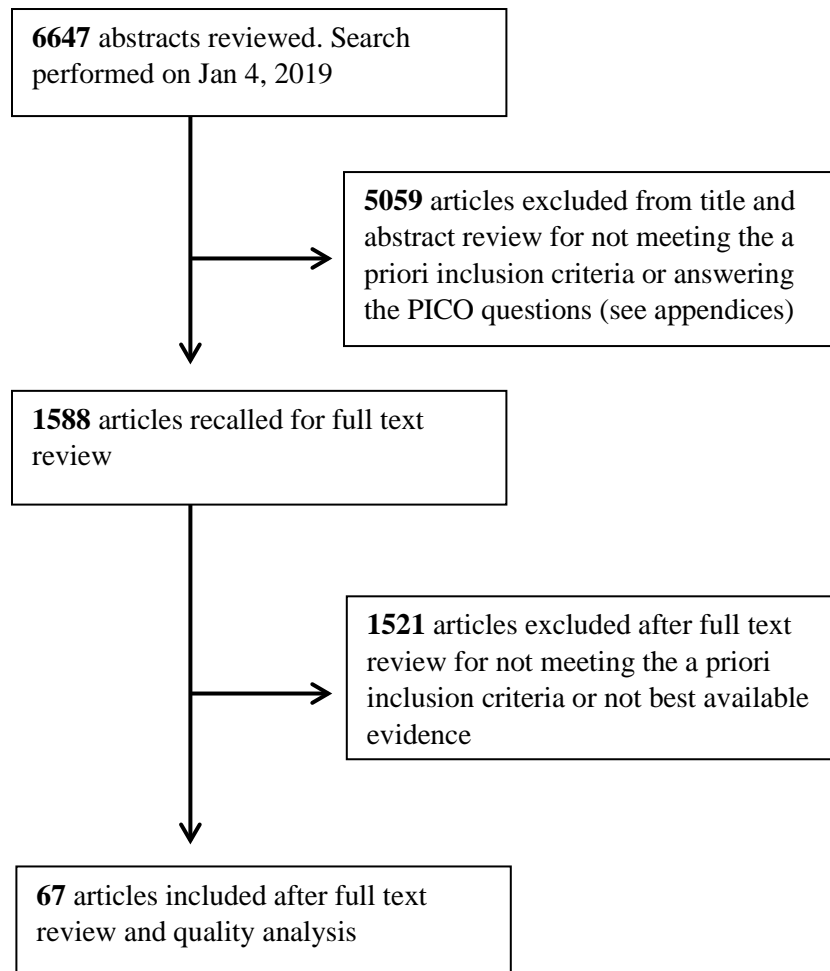 6647 abstracts reviewed. Search
performed on Jan 4, 2019
5059 articles excluded from title and
abstract review for not meeting the a
priori inclusion criteria or answering
the PICO questions (see appendices)
1588 articles recalled for full text
review
1521 articles excluded after full text
review for not meeting the a priori
inclusion criteria or not best available
evidence
67 articles included after full text
review and quality analysis